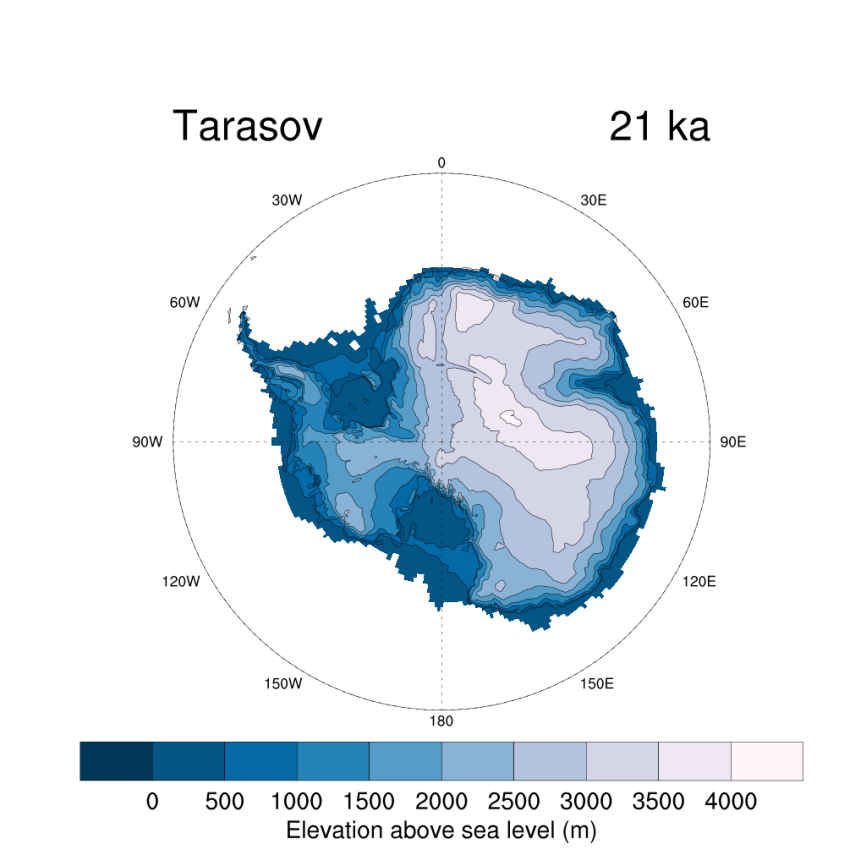 Tarasov 21 ka
0
30W 30E
60W 60E
90W 90E
120W 120E
150W 150E
180
0 500 1000 1500 2000 2500 3000 3500 4000
Elevation above sea level (m)